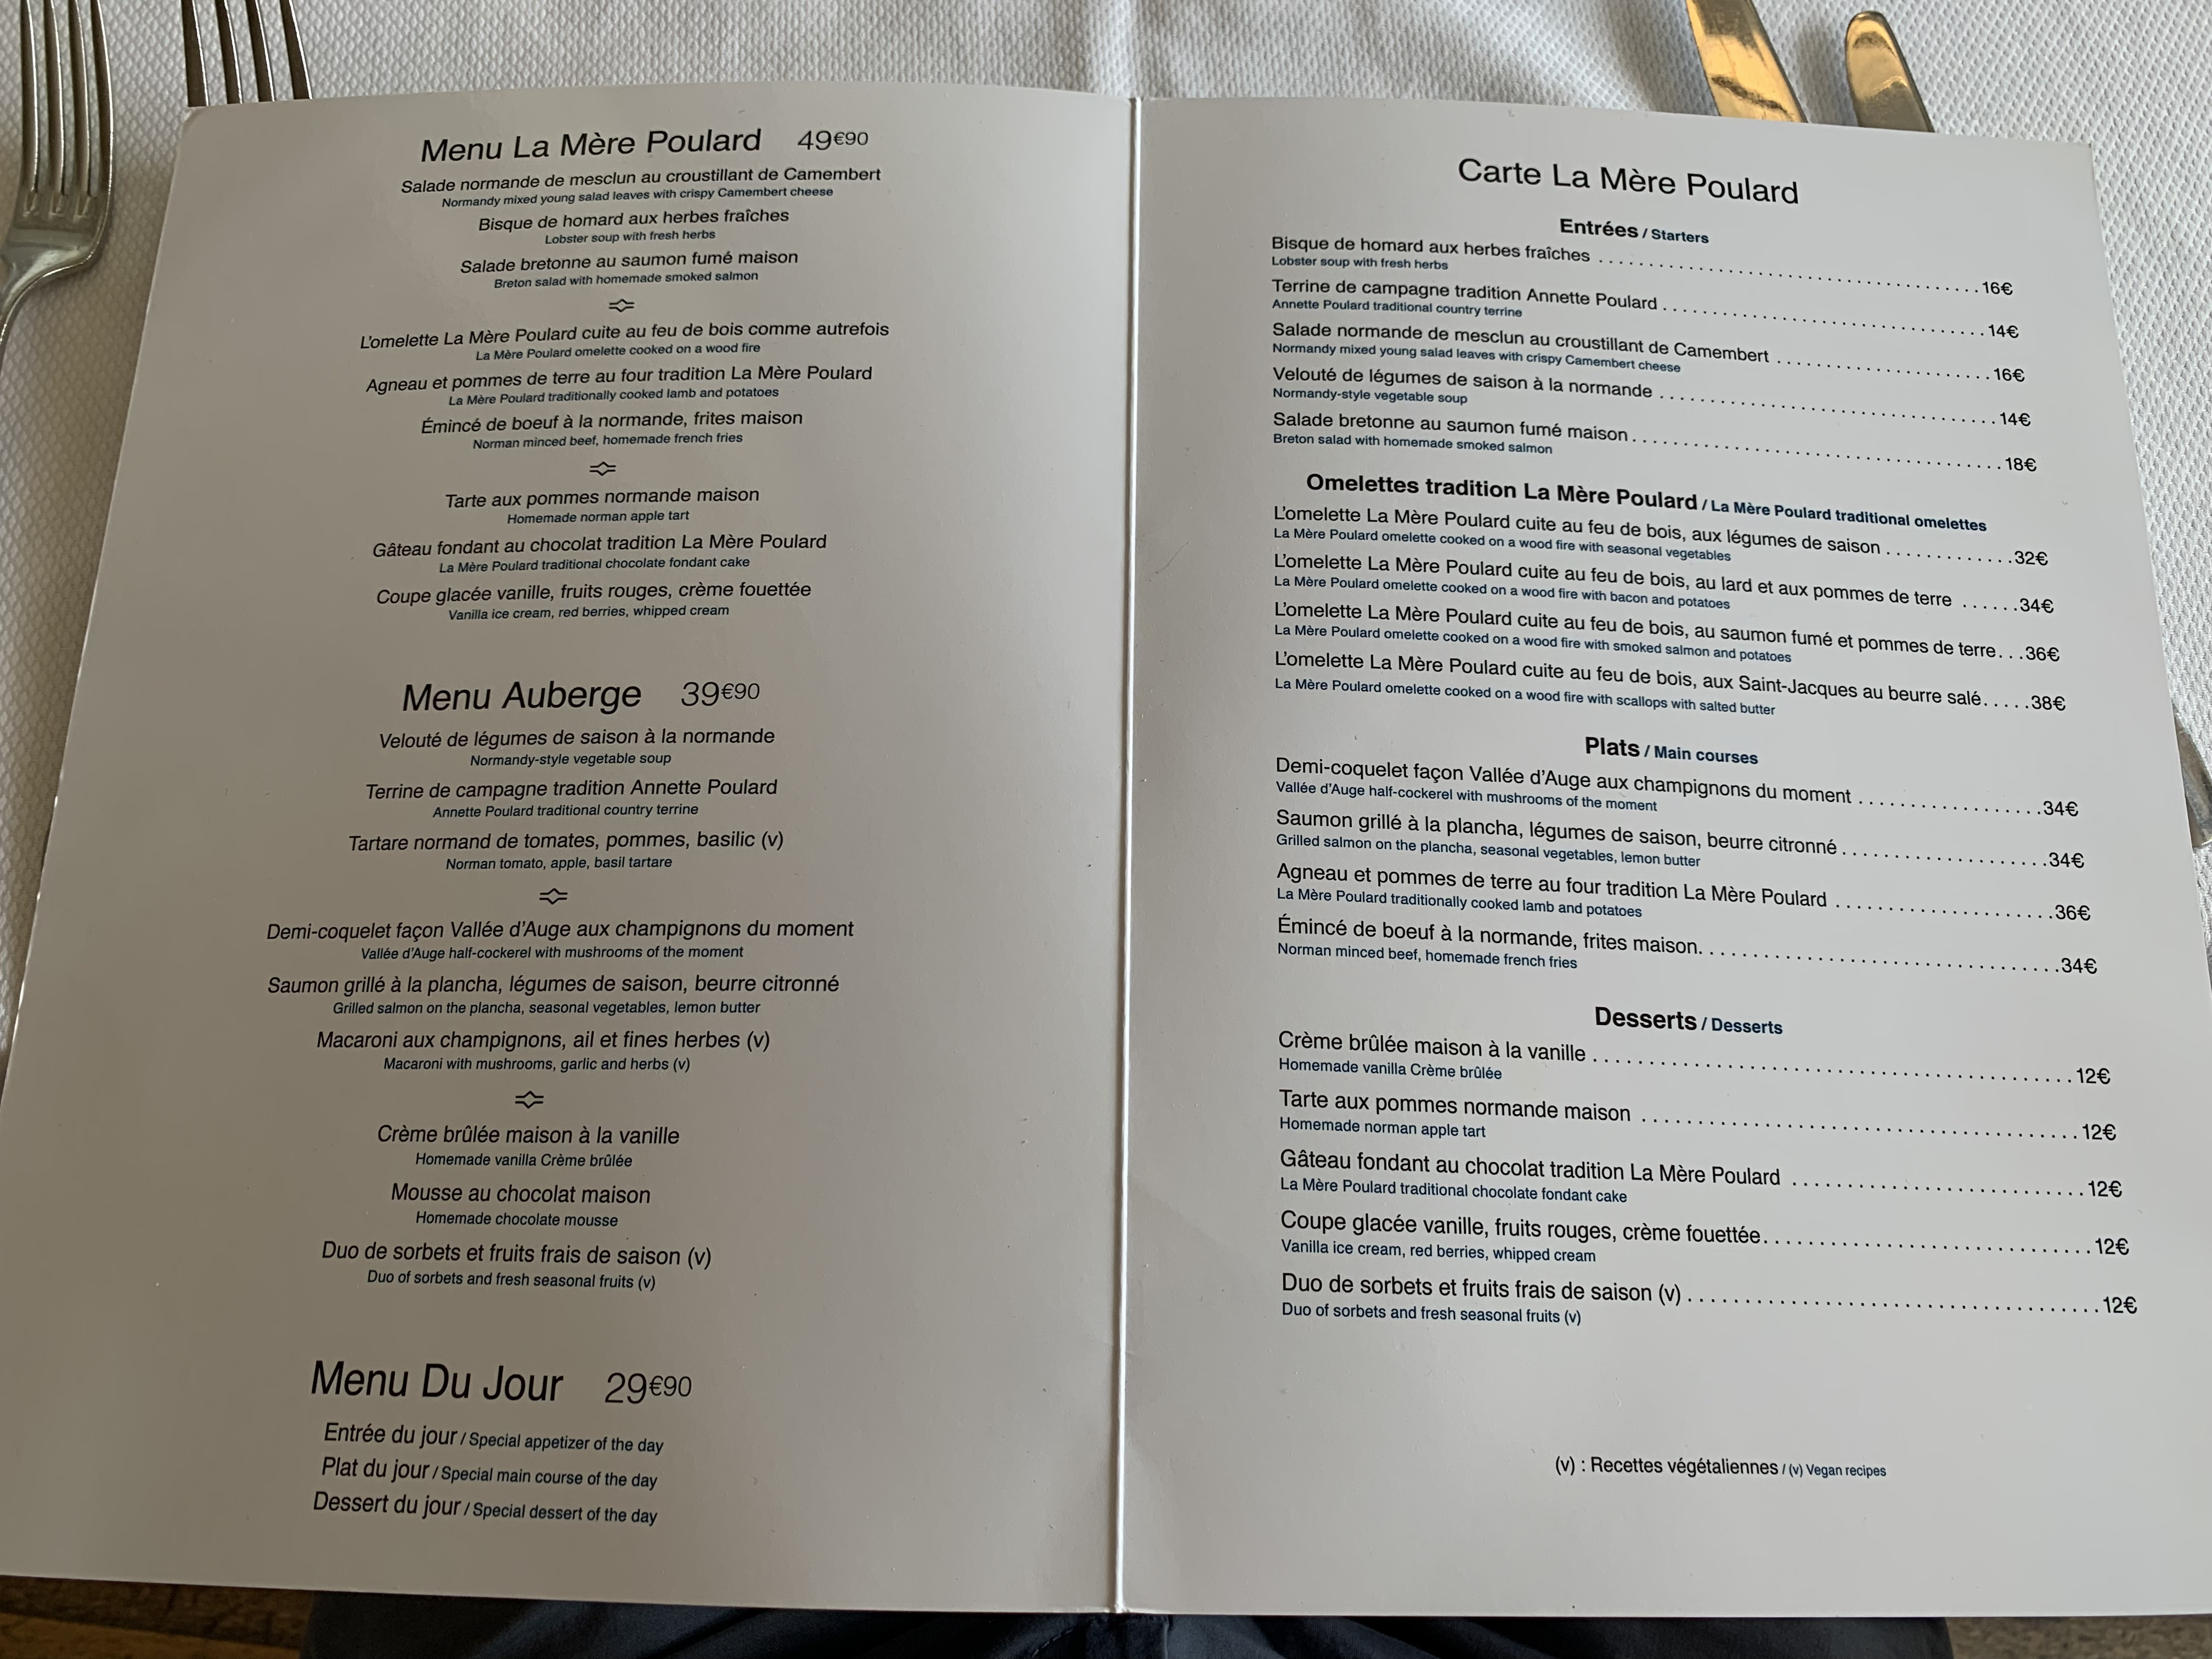 Menu La Mère Poulard 49€90
Salade normande de mesclun au croustillant de Camembert
Normandy mixed young salad leaves with crispy Camembert cheese
Bisque de homard aux herbes fraîches
Lobster soup with fresh herbs
Salade bretonne au saumon fumé maison
Breton salad with homemade smoked salmon
L'omelette La Mère Poulard cuite au feu de bois comme autrefois
La Mère Poulard omelette cooked on a wood fire
Agneau et pommes de terre au four tradition La Mère Poulard
La Mère Poulard traditionally cooked lamb and potatoes
Émincé de boeuf à la normande, frites maison
Norman minced beef, homemade french fries
Tarte aux pommes normande maison
Homemade norman apple tart
Gâteau fondant au chocolat tradition La Mère Poulard
La Mère Poulard traditional chocolate fondant cake
Coupe glacée vanille, fruits rouges, crème fouettée
Vanilla ice cream, red berries, whipped cream
Menu Auberge 39€90
Velouté de légumes de saison à la normande
Normandy-style vegetable soup
Terrine de campagne tradition Annette Poulard
Annette Poulard traditional country terrine
Tartare normand de tomates, pommes, basilic (v)
Norman tomato, apple, basil tartare
Demi-coquelet façon Vallée d'Auge aux champignons du moment
Vallée d'Auge half-cockerel with mushrooms of the moment
Saumon grillé à la plancha, légumes de saison, beurre citronné
Grilled salmon on the plancha, seasonal vegetables, lemon butter
Macaroni aux champignons, ail et fines herbes (v)
Macaroni with mushrooms, garlic and herbs (v)
Crème brûlée maison à la vanille
Homemade vanilla Crème brûlée
Mousse au chocolat maison
Homemade chocolate mousse
Duo de sorbets et fruits frais de saison (v)
Duo of sorbets and fresh seasonal fruits (v)
Menu Du Jour 29€90
Entrée du jour / Special appetizer of the day
Plat du jour / Special main course of the day
Dessert du jour / Special dessert of the day
Carte La Mère Poulard
Entrées / Starters
Bisque de homard aux herbes fraîches 16€
Lobster soup with fresh herbs
Terrine de campagne tradition Annette Poulard 14€
Annette Poulard traditional country terrine
Salade normande de mesclun au croustillant de Camembert 16€
Normandy mixed young salad leaves with crispy Camembert cheese
Velouté de légumes de saison à la normande 14€
Normandy-style vegetable soup
Salade bretonne au saumon fumé maison 18€
Breton salad with homemade smoked salmon
Omelettes tradition La Mère Poulard / La Mère Poulard traditional omelettes
L'omelette La Mère Poulard cuite au feu de bois, aux légumes de saison 32€
La Mère Poulard omelette cooked on a wood fire with seasonal vegetables
L'omelette La Mère Poulard cuite au feu de bois, au lard et aux pommes de terre 34€
La Mère Poulard omelette cooked on a wood fire with bacon and potatoes
L'omelette La Mère Poulard cuite au feu de bois, au saumon fumé et pommes de terre 36€
La Mère Poulard omelette cooked on a wood fire with smoked salmon and potatoes
L'omelette La Mère Poulard cuite au feu de bois, aux Saint-Jacques au beurre salé 38€
La Mère Poulard omelette cooked on a wood fire with scallops with salted butter
Plats / Main courses
Demi-coquelet façon Vallée d'Auge aux champignons du moment 34€
Vallée d'Auge half-cockerel with mushrooms of the moment
Saumon grillé à la plancha, légumes de saison, beurre citronné 34€
Grilled salmon on the plancha, seasonal vegetables, lemon butter
Agneau et pommes de terre au four tradition La Mère Poulard 36€
La Mère Poulard traditionally cooked lamb and potatoes
Émincé de boeuf à la normande, frites maison 34€
Norman minced beef, homemade french fries
Desserts / Desserts
Crème brûlée maison à la vanille 12€
Homemade vanilla Crème brûlée
Tarte aux pommes normande maison 12€
Homemade norman apple tart
Gâteau fondant au chocolat tradition La Mère Poulard 12€
La Mère Poulard traditional chocolate fondant cake
Coupe glacée vanille, fruits rouges, crème fouettée 12€
Vanilla ice cream, red berries, whipped cream
Duo de sorbets et fruits frais de saison (v) 12€
Duo of sorbets and fresh seasonal fruits (v)
(v) : Recettes végétaliennes / (v) Vegan recipes